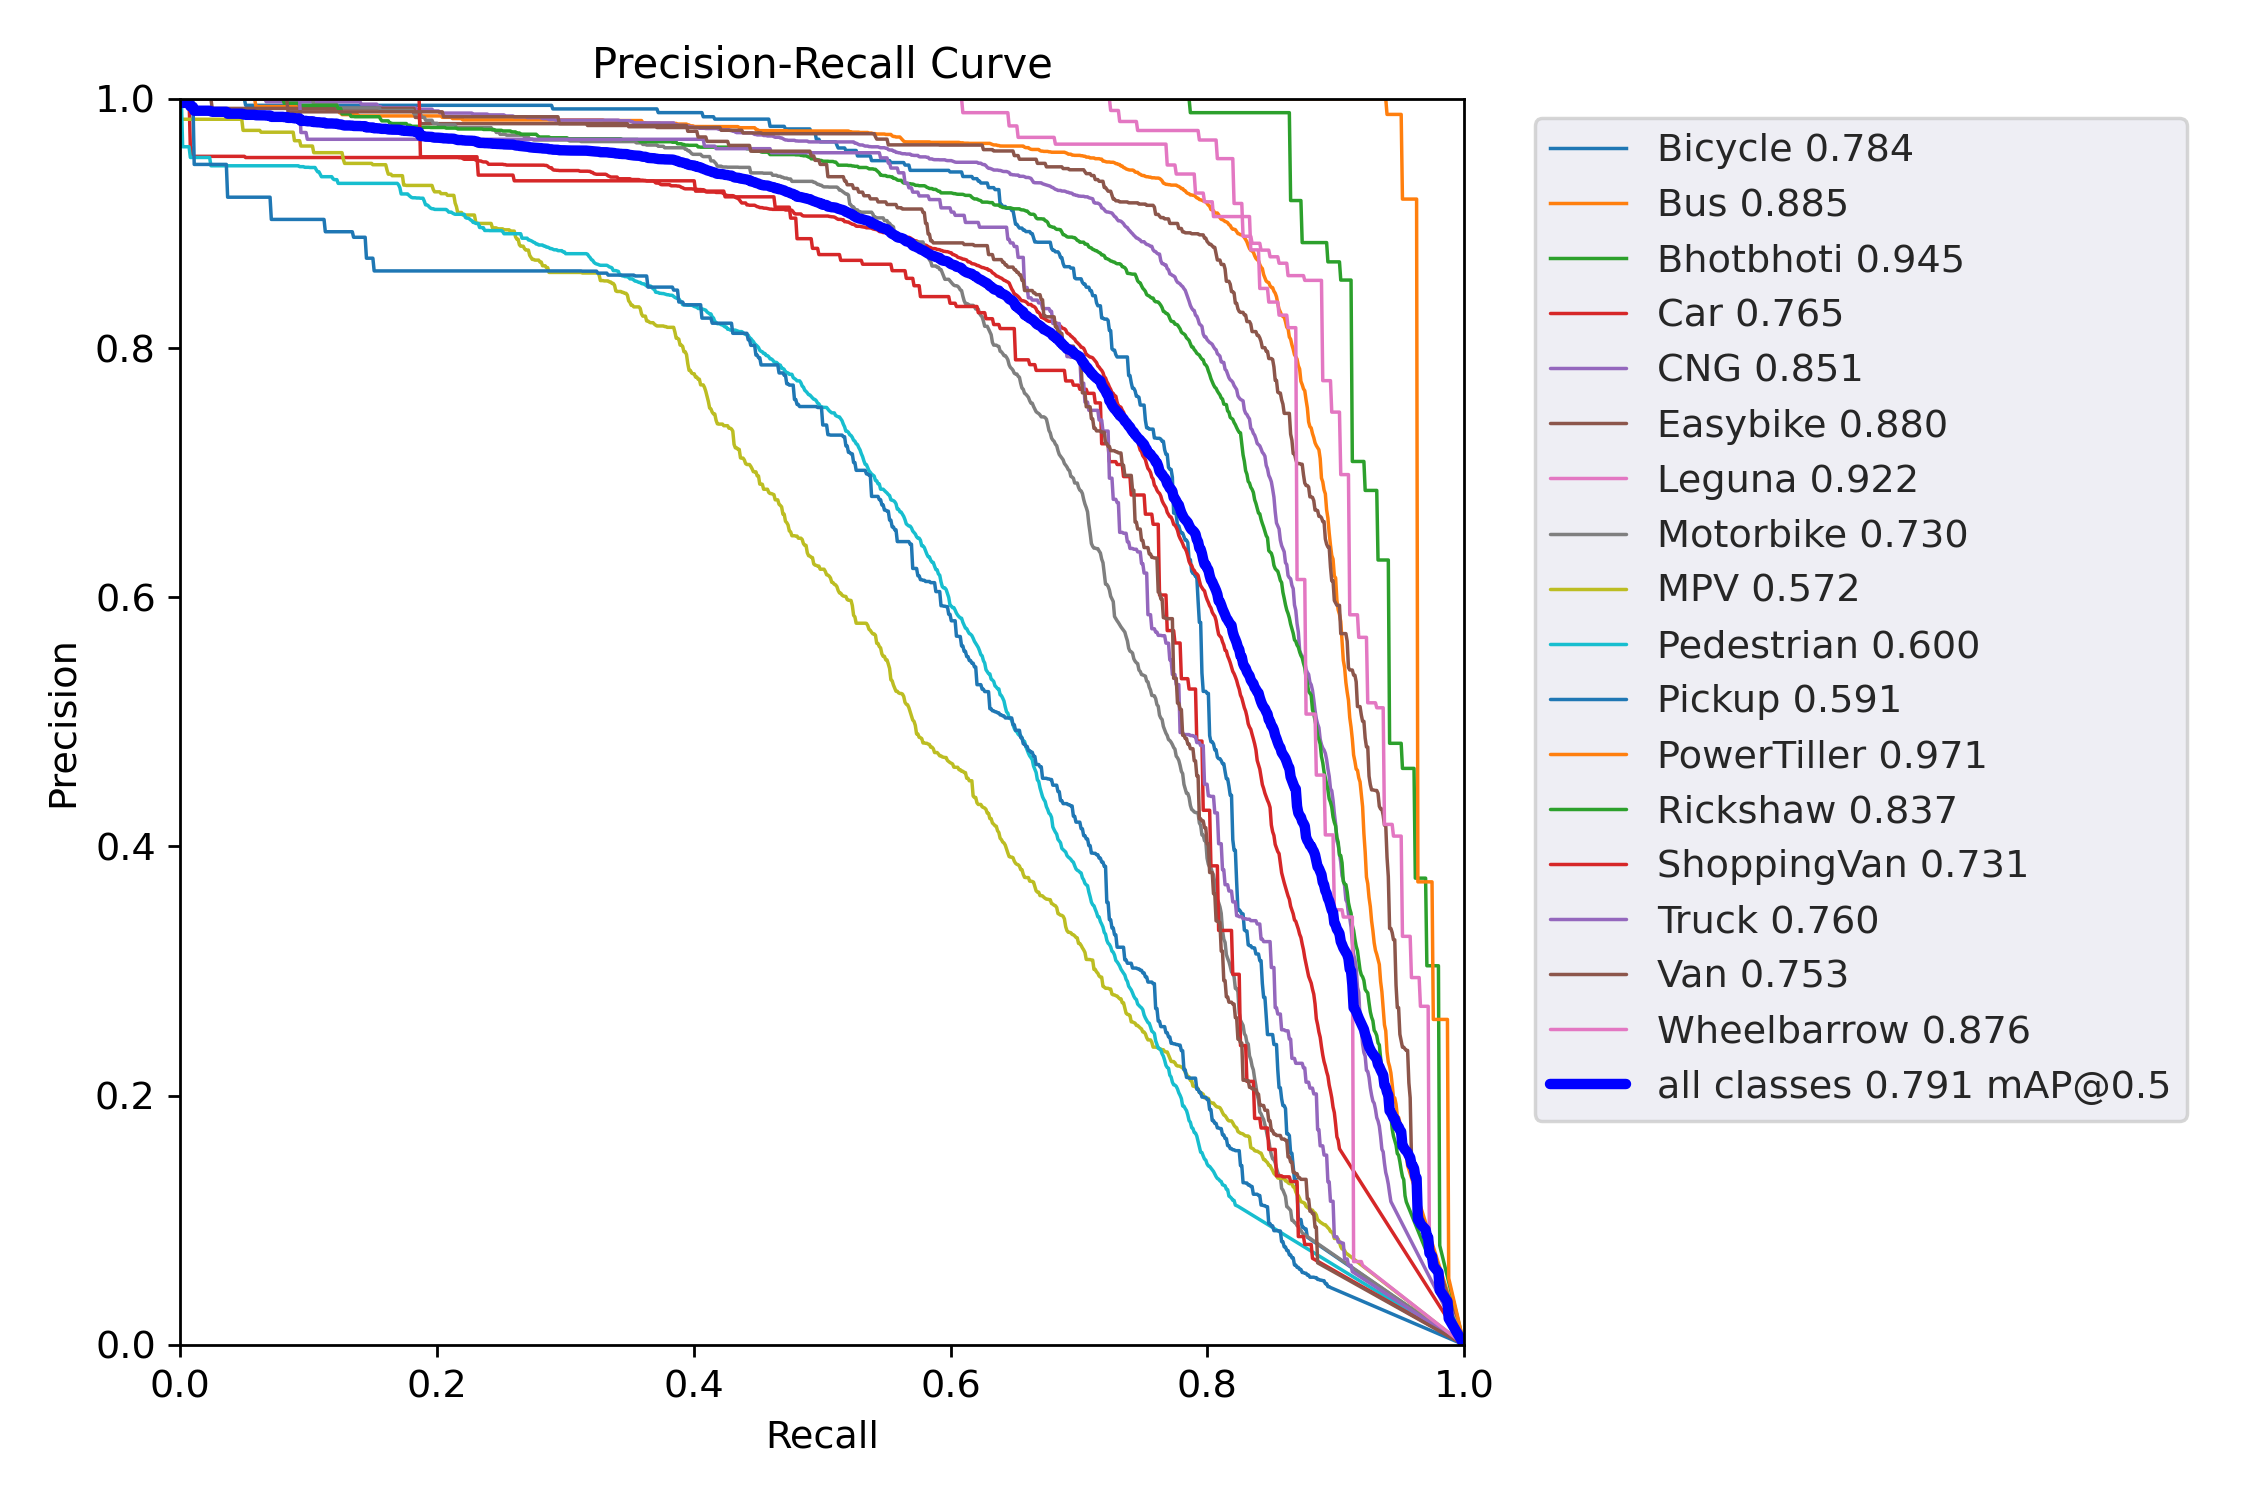 Precision-Recall Curve
1.0
0.8
0.6
0.4
0.2
0.0
Precision
0.0 0.2 0.4 0.6 0.8 1.0
Recall
Bicycle 0.784
Bus 0.885
Bhotbhoti 0.945
Car 0.765
CNG 0.851
Easybike 0.880
Leguna 0.922
Motorbike 0.730
MPV 0.572
Pedestrian 0.600
Pickup 0.591
PowerTiller 0.971
Rickshaw 0.837
ShoppingVan 0.731
Truck 0.760
Van 0.753
Wheelbarrow 0.876
all classes 0.791 mAP@0.5